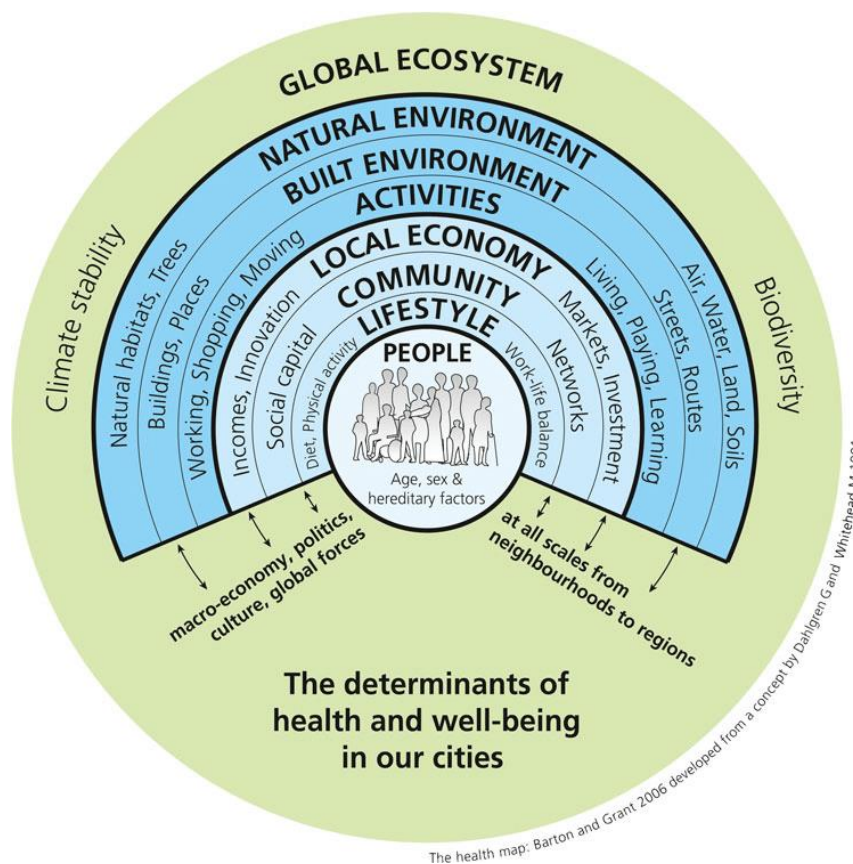 GLOBAL ECOSYSTEM
NATURAL ENVIRONMENT
BUILT ENVIRONMENT
ACTIVITIES
LOCAL ECONOMY
COMMUNITY
LIFESTYLE
PEOPLE
Age, sex &
hereditary factors
Climate stability
Natural habitats, Trees
Buildings, Places
Working, Shopping, Moving
Incomes, Innovation
Social capital
Diet, Physical activity
Work-life balance
Networks
Markets, Investment
Living, Playing, Learning
Streets, Routes
Air, Water, Land, Soils
Biodiversity
macro-economy, politics,
culture, global forces
at all scales from
neighbourhoods to regions
The determinants of
health and well-being
in our cities
The health map: Barton and Grant 2006 developed from a concept by Dahlgren G and Whitehead M